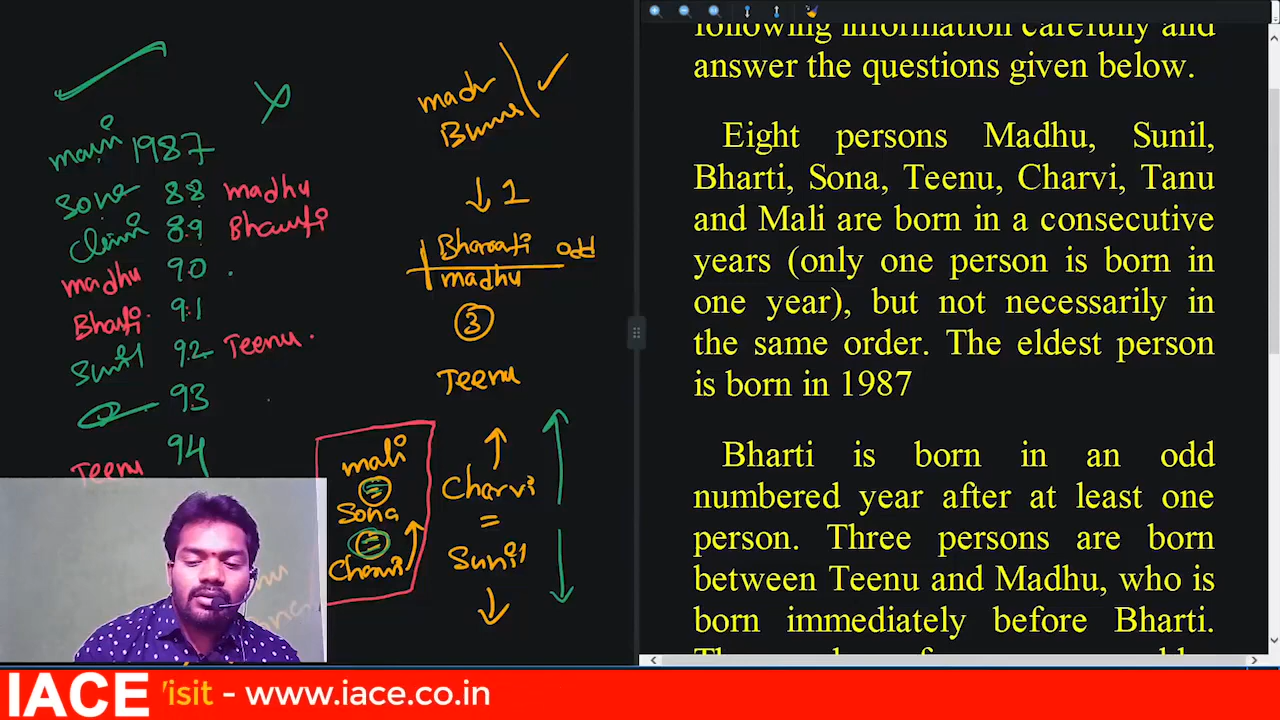 main 1987
Sona 88 madhu
89 Bharti
madhu 90
Bharti 91
Sunil 92 Teenu
93
Teenu 94
madhu
↓ 1
Bharati odd
madhu
3
Teenu
mali
=
Sona
=
Charvi
Charvi
=
Sunil
following information carefully and
answer the questions given below.
Eight persons Madhu, Sunil,
Bharti, Sona, Teenu, Charvi, Tanu
and Mali are born in a consecutive
years (only one person is born in
one year), but not necessarily in
the same order. The eldest person
is born in 1987
Bharti is born in an odd
numbered year after at least one
person. Three persons are born
between Teenu and Madhu, who is
born immediately before Bharti.
IACE Visit - www.iace.co.in